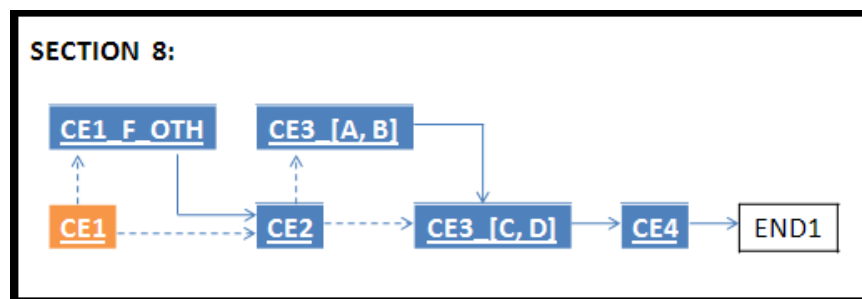 SECTION 8:
CE1_F_OTH
CE3_[A, B]
CE1
CE2
CE3_[C, D]
CE4
END1